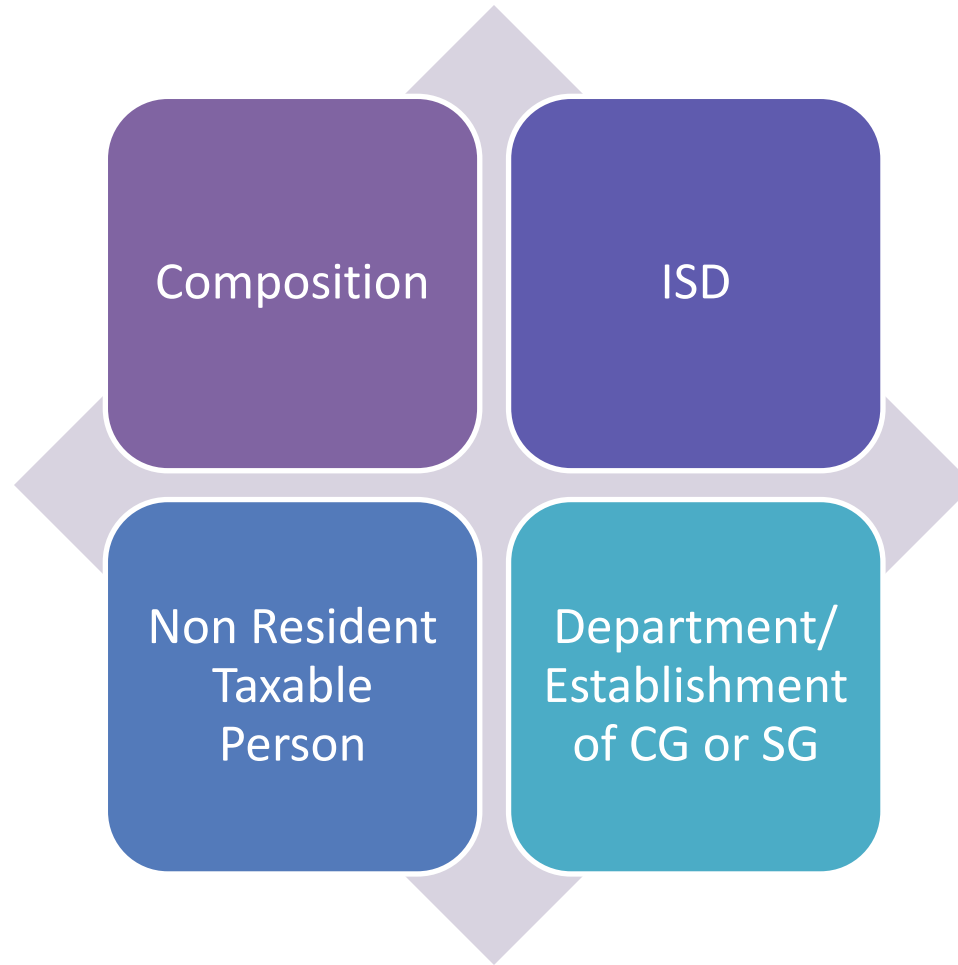 Composition
ISD
Non Resident
Taxable
Person
Department/
Establishment
of CG or SG